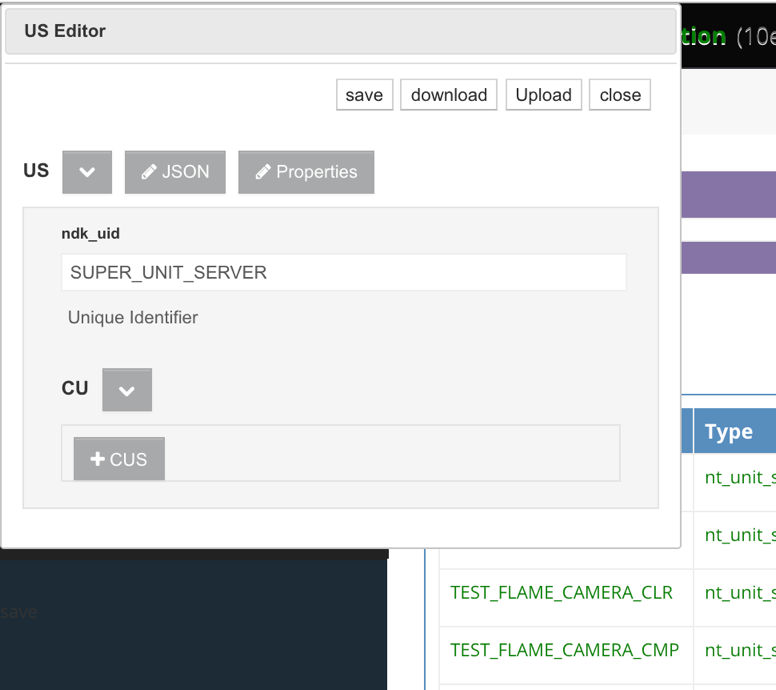 US Editor
tion (10e
save download Upload close
US JSON Properties
ndk_uid
SUPER_UNIT_SERVER
Unique Identifier
CU
CUS
Type
nt_unit_s
nt_unit_s
save
TEST_FLAME_CAMERA_CLR nt_unit_s
TEST_FLAME_CAMERA_CMP nt_unit_s